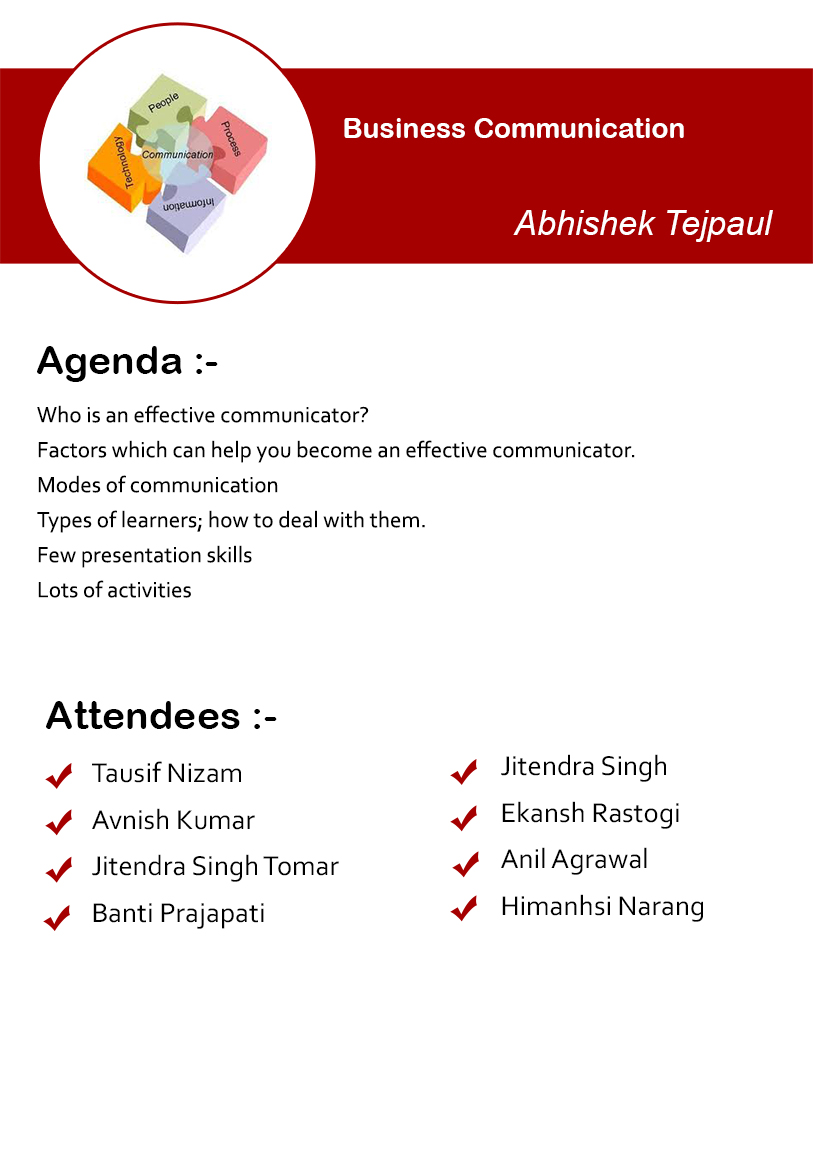 People
Process
Communication
Technology
Information
Business Communication
Abhishek Tejpaul
Agenda :-
Who is an effective communicator?
Factors which can help you become an effective communicator.
Modes of communication
Types of learners; how to deal with them.
Few presentation skills
Lots of activities
Attendees :-
Tausif Nizam
Avnish Kumar
Jitendra Singh Tomar
Banti Prajapati
Jitendra Singh
Ekansh Rastogi
Anil Agrawal
Himanhsi Narang